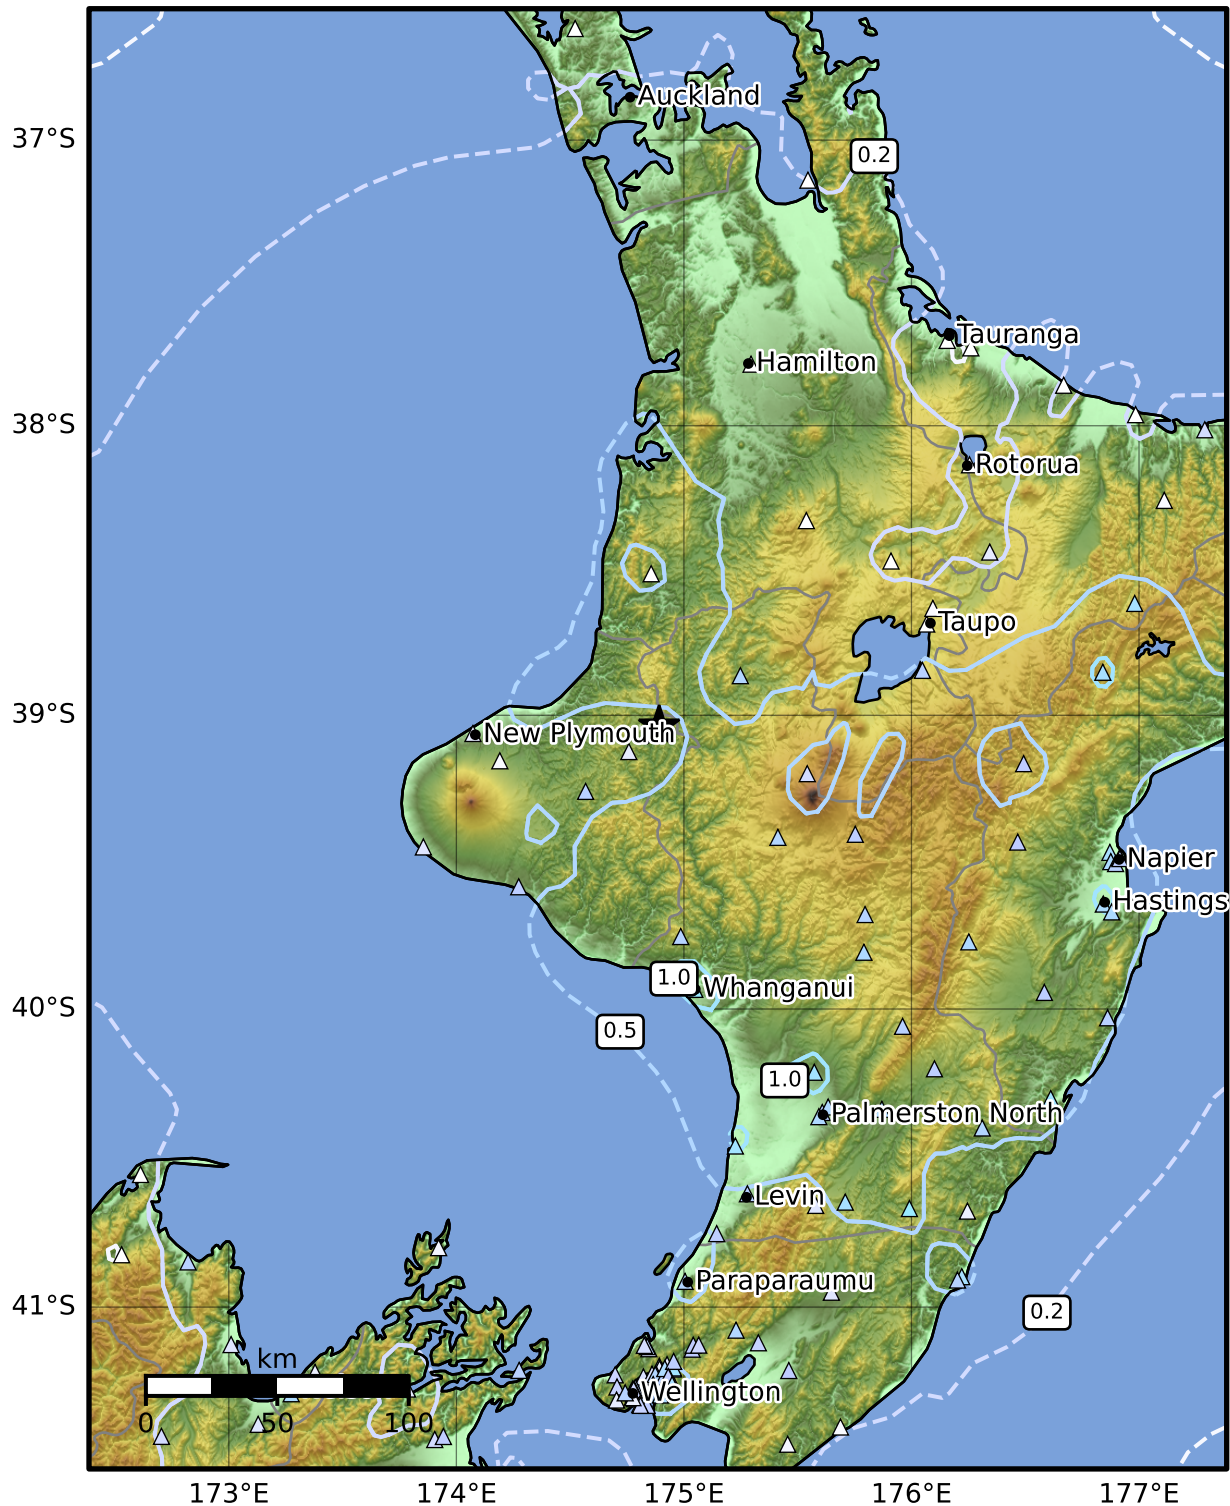 Auckland
37°S
0.2
Tauranga
Hamilton
38°S
Rotorua
Taupo
39°S
New Plymouth
Napier
Hastings
1.0
Whanganui
40°S
0.5
1.0
Palmerston North
Levin
Paraparaumu
41°S
0.2
km
Wellington
0 50 100
173°E 174°E 175°E 176°E 177°E